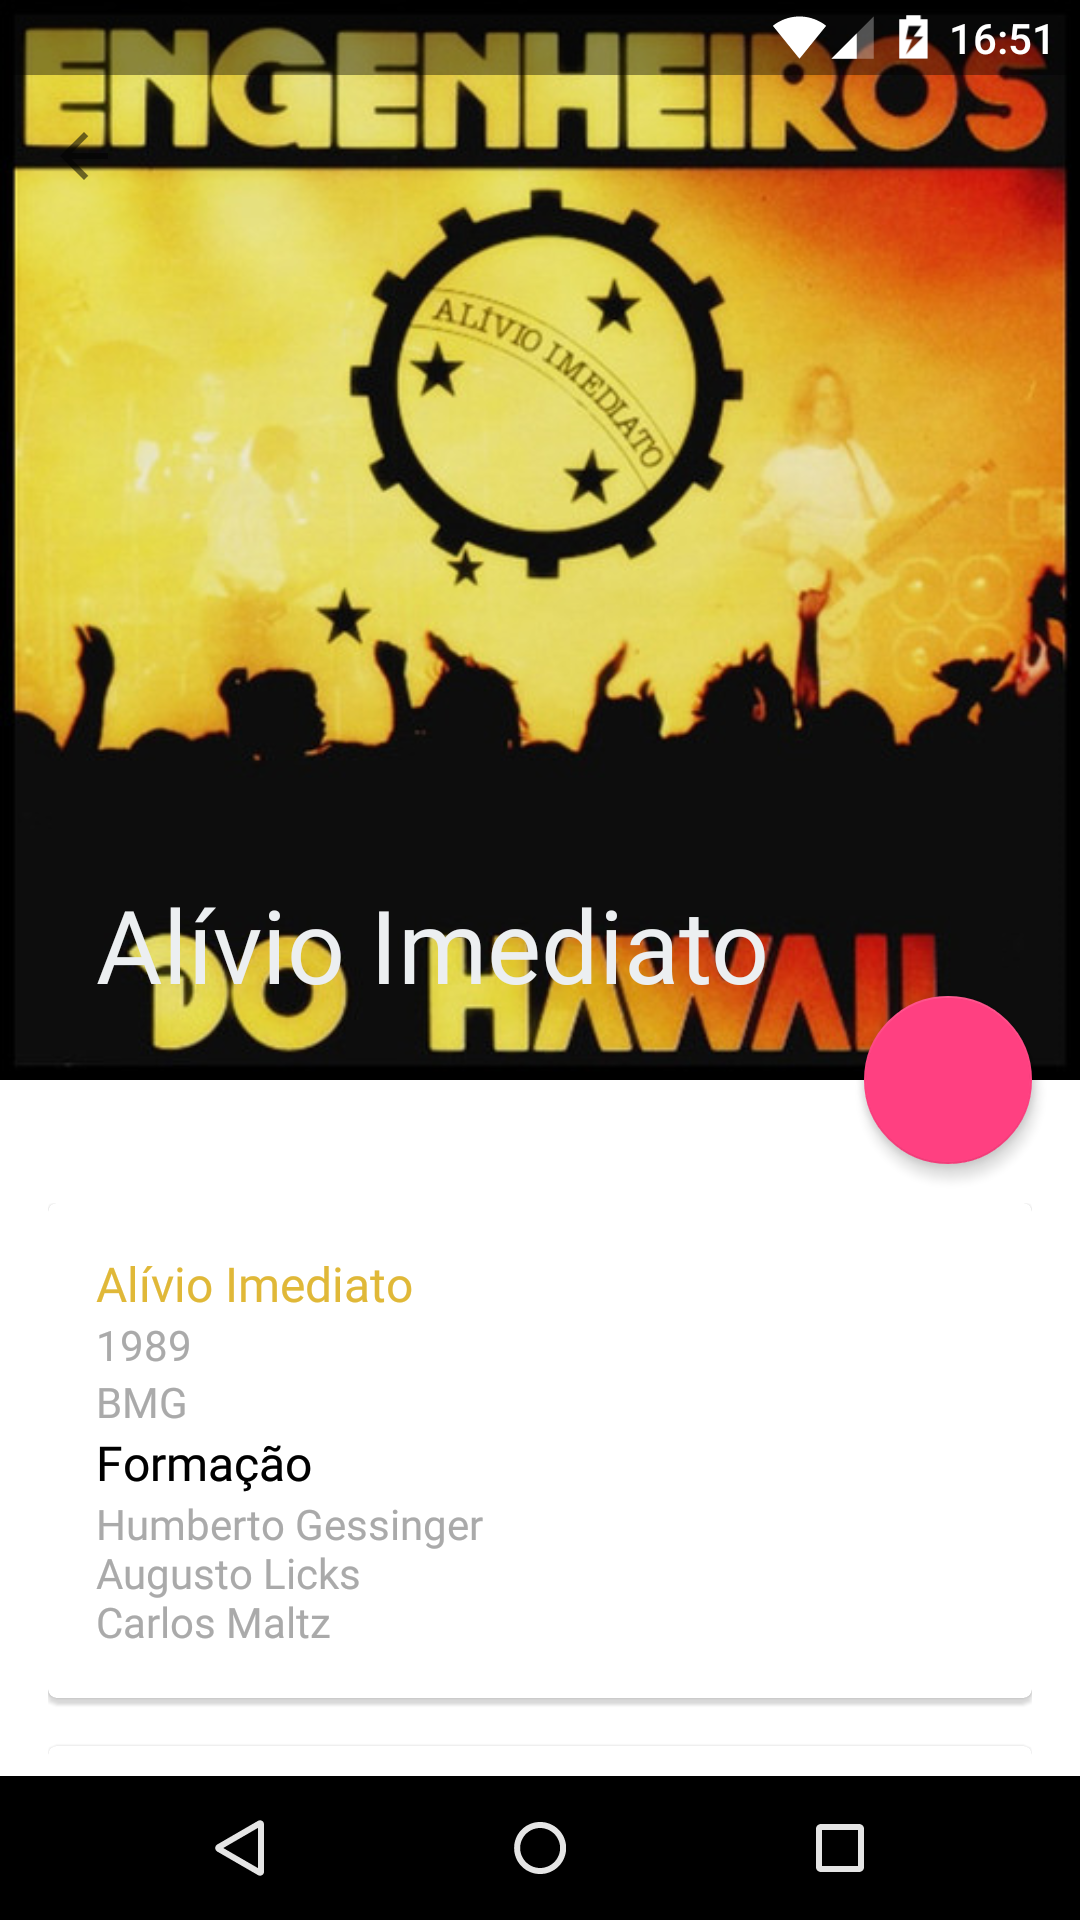 16:51
ENGENHEIROS
ALÍVIO IMEDIATO
Alívio Imediato
DO HAWAII
Alívio Imediato
1989
BMG
Formação
Humberto Gessinger
Augusto Licks
Carlos Maltz